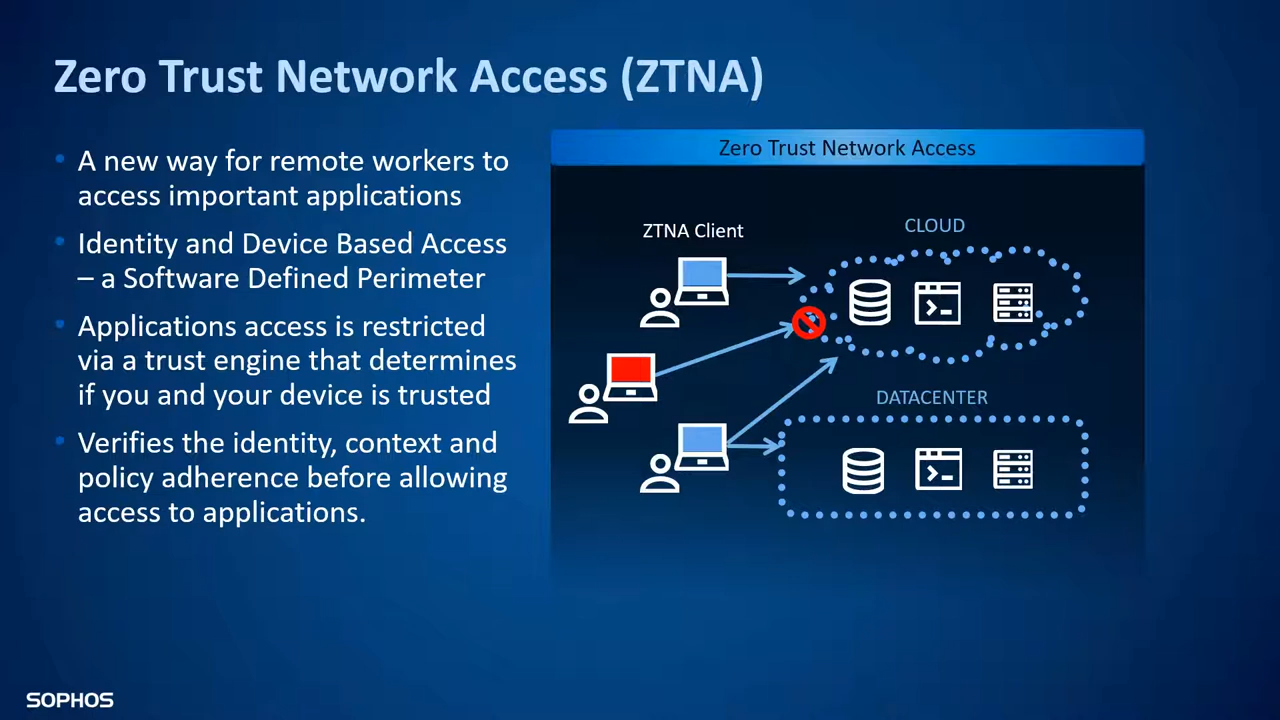 Zero Trust Network Access (ZTNA)
• A new way for remote workers to
access important applications
• Identity and Device Based Access
– a Software Defined Perimeter
• Applications access is restricted
via a trust engine that determines
if you and your device is trusted
• Verifies the identity, context and
policy adherence before allowing
access to applications.
Zero Trust Network Access
ZTNA Client
CLOUD
DATACENTER
SOPHOS